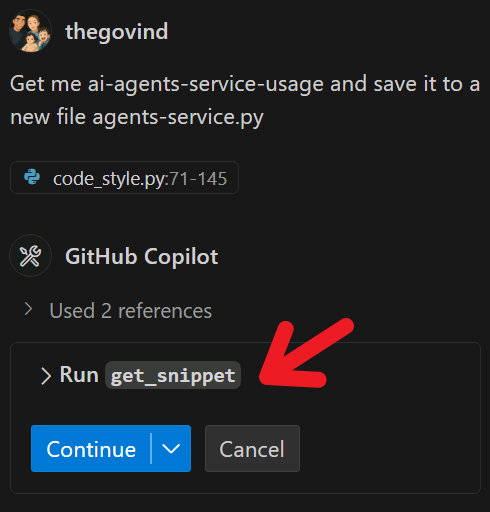 thegovind
Get me ai-agents-service-usage and save it to a
new file agents-service.py
code_style.py:71-145
GitHub Copilot
Used 2 references
Run get_snippet
Continue
Cancel